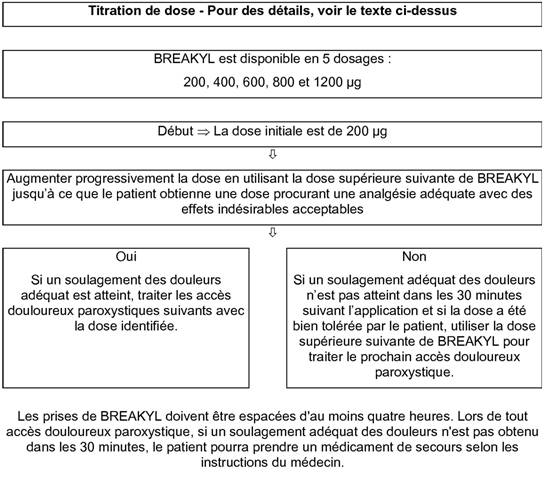 Titration de dose - Pour des détails, voir le texte ci-dessus
BREAKYL est disponible en 5 dosages :
200, 400, 600, 800 et 1200 µg
Début ⇒ La dose initiale est de 200 µg
⇩
Augmenter progressivement la dose en utilisant la dose supérieure suivante de BREAKYL
jusqu'à ce que le patient obtienne une dose procurant une analgésie adéquate avec des
effets indésirables acceptables
⇩
Oui
Si un soulagement des douleurs
adéquat est atteint, traiter les accès
douloureux paroxystiques suivants avec
la dose identifiée.
Non
Si un soulagement adéquat des douleurs
n'est pas atteint dans les 30 minutes
suivant l'application et si la dose a été
bien tolérée par le patient, utiliser la dose
supérieure suivante de BREAKYL pour
traiter le prochain accès douloureux
paroxystique.
Les prises de BREAKYL doivent être espacées d'au moins quatre heures. Lors de tout
accès douloureux paroxystique, si un soulagement adéquat des douleurs n'est pas obtenu
dans les 30 minutes, le patient pourra prendre un médicament de secours selon les
instructions du médecin.